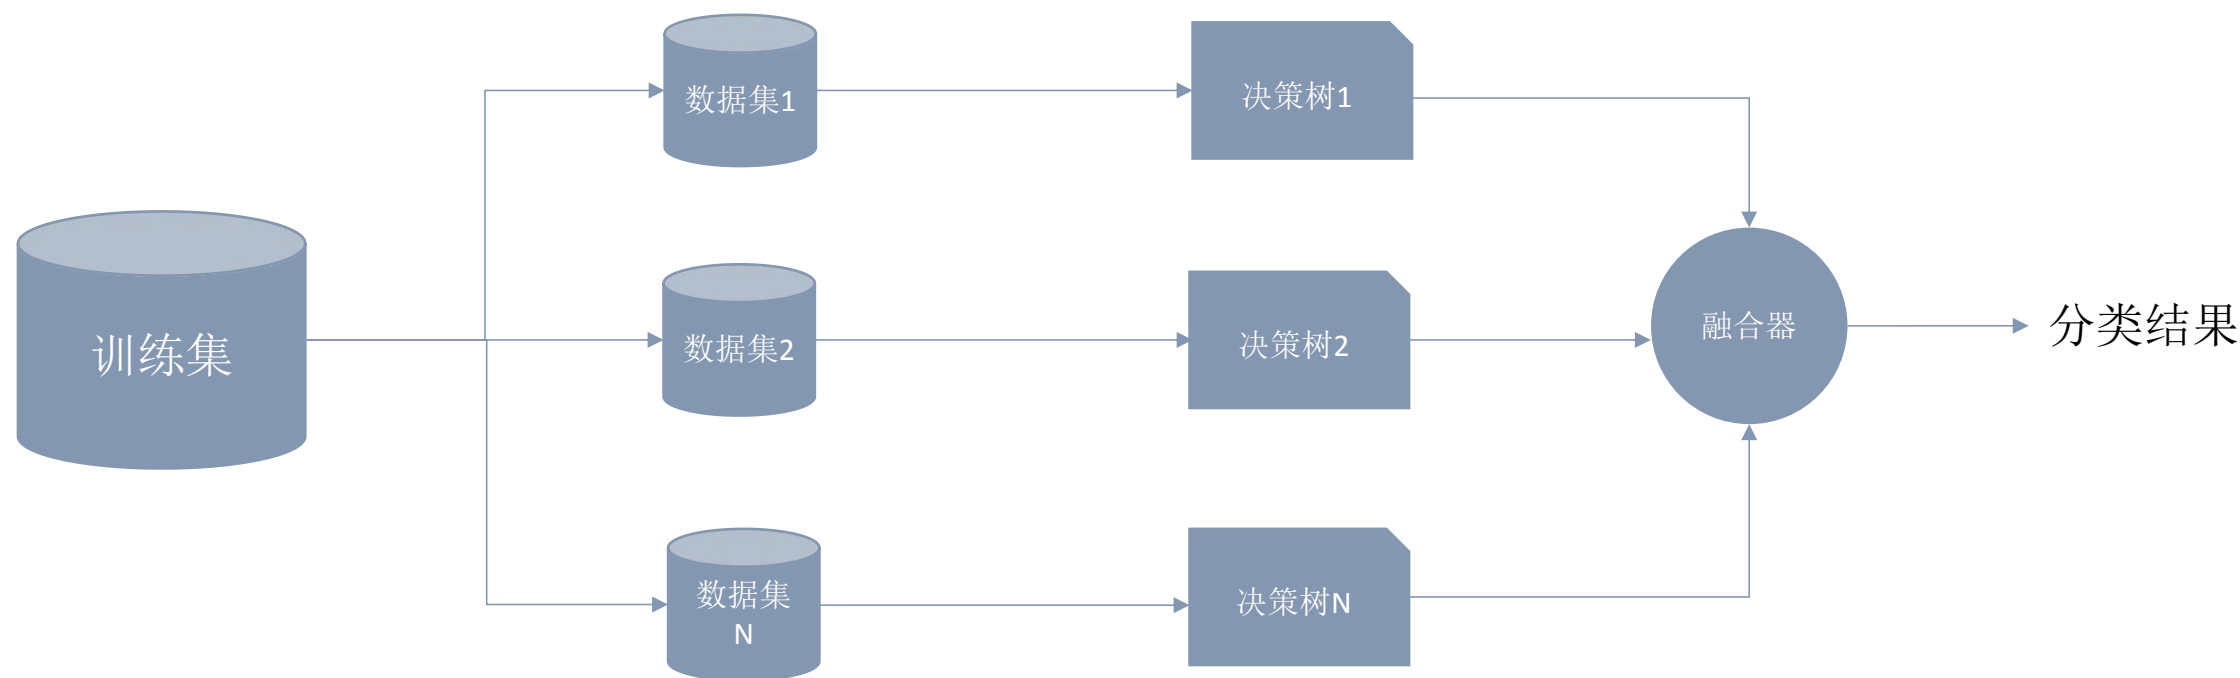 数据集1
决策树1
训练集
数据集2
决策树2
融合器
分类结果
数据集
N
决策树N